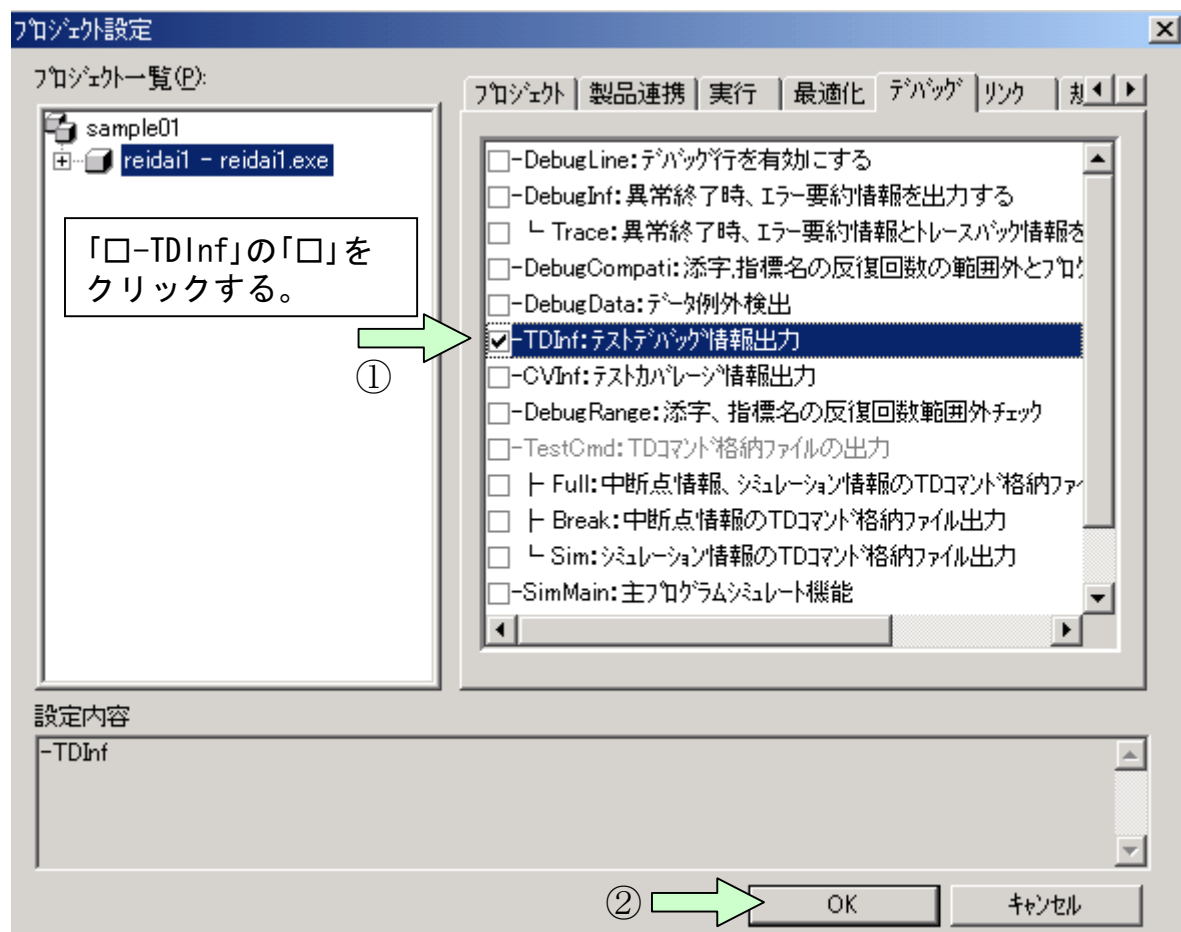 ﾌﾟﾛｼﾞｪｸﾄ設定
ﾌﾟﾛｼﾞｪｸﾄ一覧(P):
sample01
reidai1 - reidai1.exe
「□-TDInf」の「□」を
クリックする。
①
ﾌﾟﾛｼﾞｪｸﾄ 製品連携 実行 最適化 ﾃﾞﾊﾞｯｸﾞ ﾘﾝｸ
-DebugLine:ﾃﾞﾊﾞｯｸﾞ行を有効にする
-DebugInf:異常終了時、ｴﾗｰ要約情報を出力する
└ Trace:異常終了時、ｴﾗｰ要約情報とﾄﾚｰｽﾊﾞｯｸ情報を
-DebugCompati:添字,指標名の反復回数の範囲外とﾌﾟﾛｸﾞ
-DebugData:ﾃﾞｰﾀ例外検出
-TDInf:ﾃｽﾄﾃﾞﾊﾞｯｸﾞ情報出力
-CVInf:ﾃｽﾄｶﾊﾞﾚｰｼﾞ情報出力
-DebugRange:添字、指標名の反復回数範囲外ﾁｪｯｸ
-TestCmd:TDｺﾏﾝﾄﾞ格納ﾌｧｲﾙの出力
├ Full:中断点情報、ｼﾐｭﾚｰｼｮﾝ情報のTDｺﾏﾝﾄﾞ格納ﾌｧ
├ Break:中断点情報のTDｺﾏﾝﾄﾞ格納ﾌｧｲﾙ出力
└ Sim:ｼﾐｭﾚｰｼｮﾝ情報のTDｺﾏﾝﾄﾞ格納ﾌｧｲﾙ出力
-SimMain:主ﾌﾟﾛｸﾞﾗﾑｼﾐｭﾚｰﾄ機能
設定内容
-TDInf
②
OK
ｷｬﾝｾﾙ